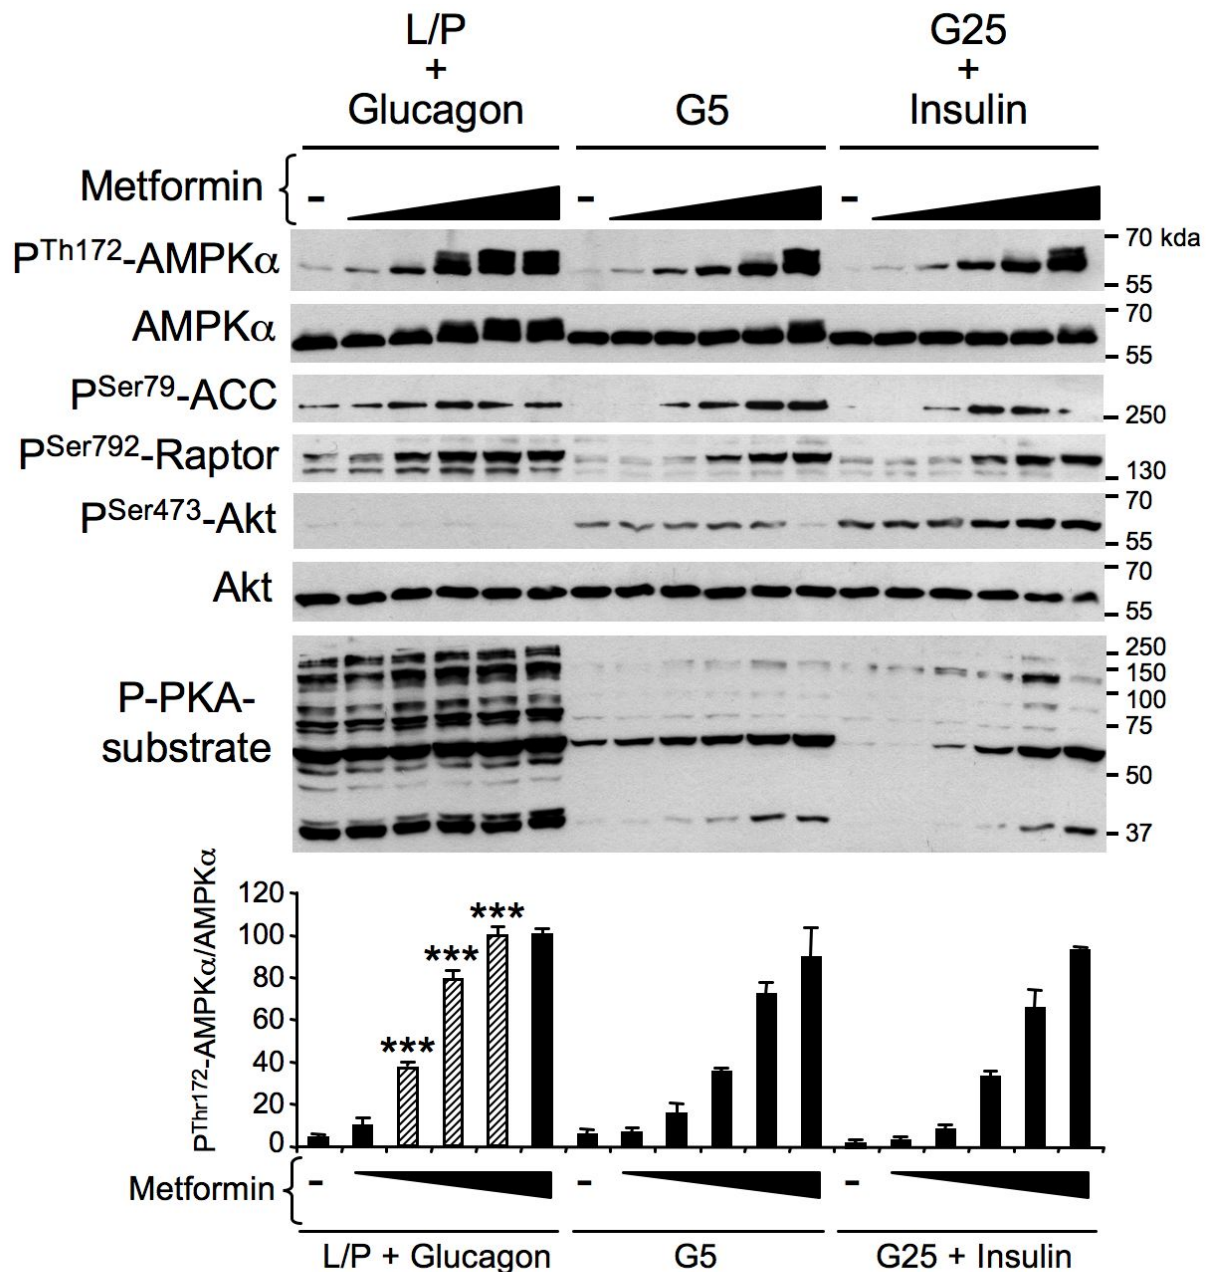 L/P
+
Glucagon
G5
G25
+
Insulin
Metformin
-
-
-
PTh172-AMPKα
70 kda
55
AMPKα
70
55
PSer79-ACC
250
PSer792-Raptor
130
PSer473-Akt
70
55
Akt
70
55
P-PKA-
substrate
250
150
100
75
50
37
PThr172-AMPKα/AMPKα
120
100
80
60
40
20
0
***
***
***
Metformin
-
-
-
L/P + Glucagon
G5
G25 + Insulin